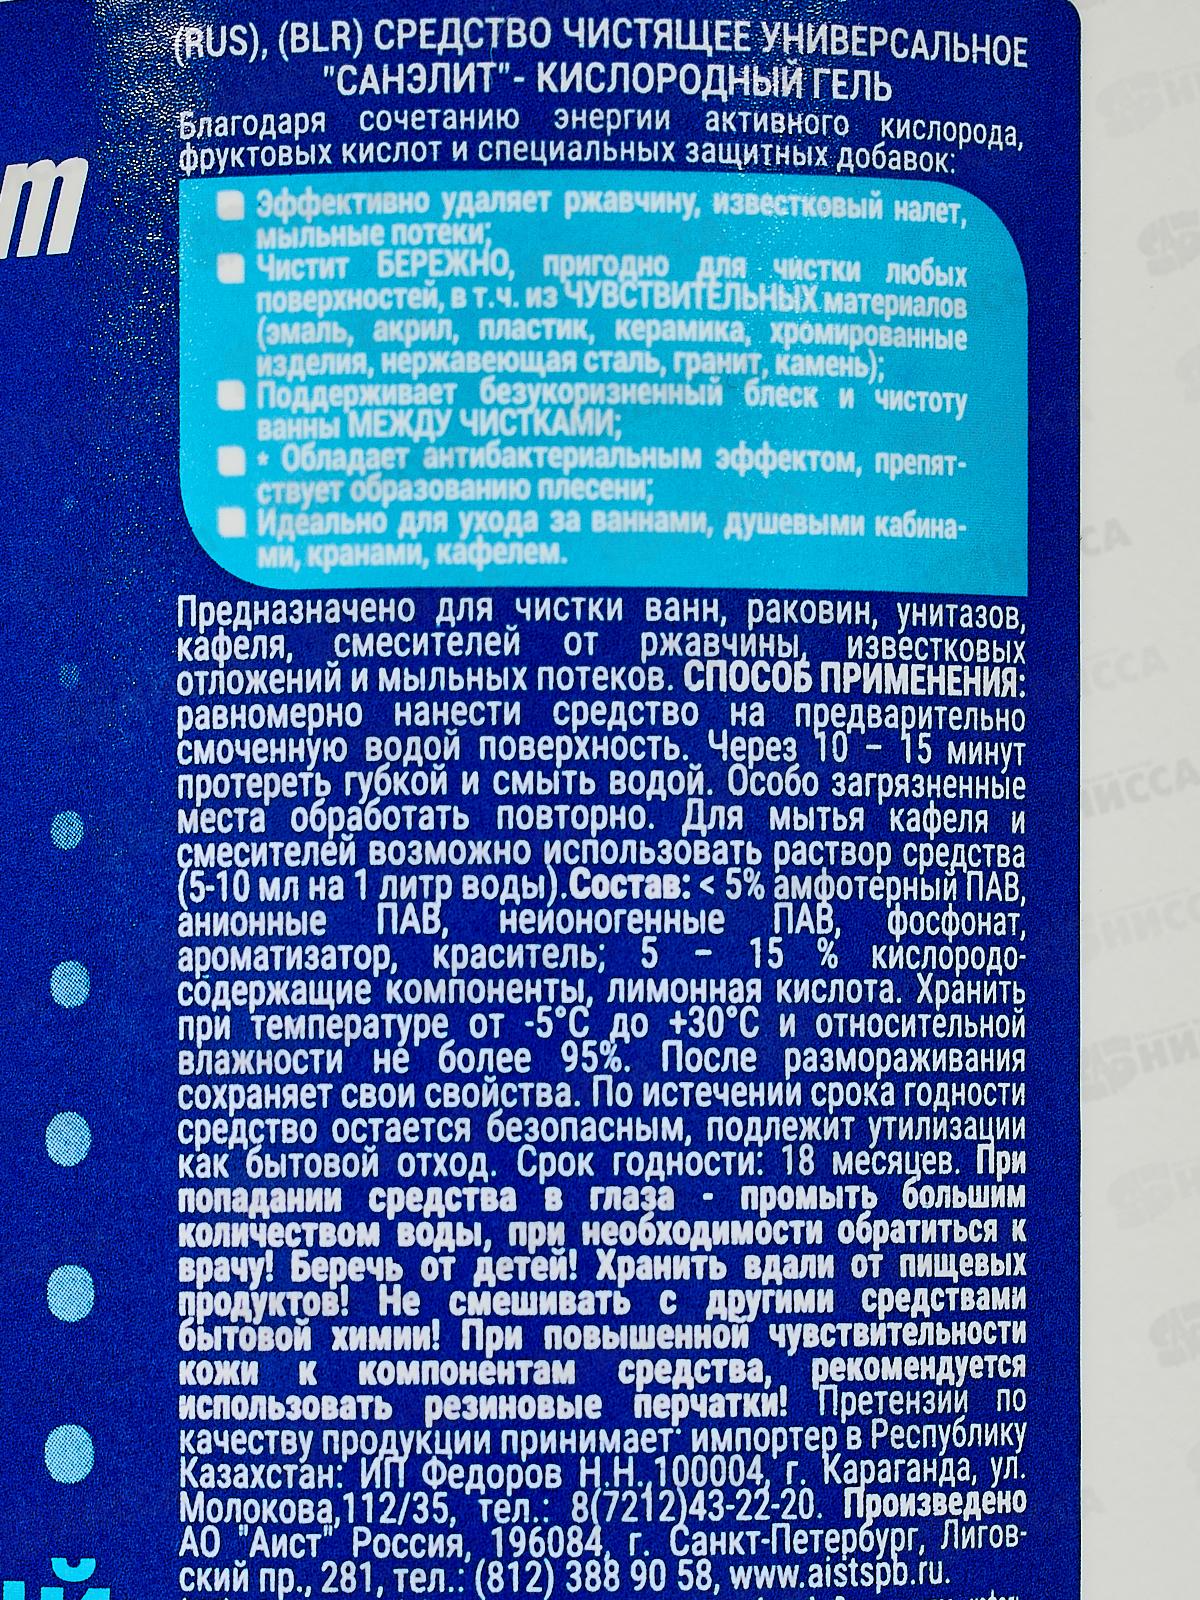 (RUS), (BLR) СРЕДСТВО ЧИСТЯЩЕЕ УНИВЕРСАЛЬНОЕ
"САНЭЛИТ"- КИСЛОРОДНЫЙ ГЕЛЬ
Благодаря сочетанию энергии активного кислорода,
фруктовых кислот и специальных защитных добавок:
Эффективно удаляет ржавчину, известковый налет,
мыльные потеки;
Чистит БЕРЕЖНО, пригодно для чистки любых
поверхностей, в т.ч. из ЧУВСТВИТЕЛЬНЫХ материалов
(эмаль, акрил, пластик, керамика, хромированные
изделия, нержавеющая сталь, гранит, камень);
Поддерживает безукоризненный блеск и чистоту
ванны МЕЖДУ ЧИСТКАМИ;
* Обладает антибактериальным эффектом, препят-
ствует образованию плесени;
Идеально для ухода за ваннами, душевыми кабина-
ми, кранами, кафелем.
Предназначено для чистки ванн, раковин, унитазов,
кафеля, смесителей от ржавчины, известковых
отложений и мыльных потеков. СПОСОБ ПРИМЕНЕНИЯ:
равномерно нанести средство на предварительно
смоченную водой поверхность. Через 10 – 15 минут
протереть губкой и смыть водой. Особо загрязненные
места обработать повторно. Для мытья кафеля и
смесителей возможно использовать раствор средства
(5-10 мл на 1 литр воды).Состав: < 5% амфотерный ПАВ,
анионные ПАВ, неионогенные ПАВ, фосфонат,
ароматизатор, краситель; 5 – 15 % кислородо-
содержащие компоненты, лимонная кислота. Хранить
при температуре от -5°С до +30°С и относительной
влажности не более 95%. После размораживания
сохраняет свои свойства. По истечении срока годности
средство остается безопасным, подлежит утилизации
как бытовой отход. Срок годности: 18 месяцев. При
попадании средства в глаза - промыть большим
количеством воды, при необходимости обратиться к
врачу! Беречь от детей! Хранить вдали от пищевых
продуктов! Не смешивать с другими средствами
бытовой химии! При повышенной чувствительности
кожи к компонентам средства, рекомендуется
использовать резиновые перчатки! Претензии по
качеству продукции принимает импортер в Республику
Казахстан: ИП Федоров Н.Н.,100004, г. Караганда, ул.
Молокова,112/35, тел.: 8(7212)43-22-20. Произведено
АО "Аист" Россия, 196084, г. Санкт-Петербург, Лигов-
ский пр., 281, тел.: (812) 388 90 58, www.aistspb.ru.